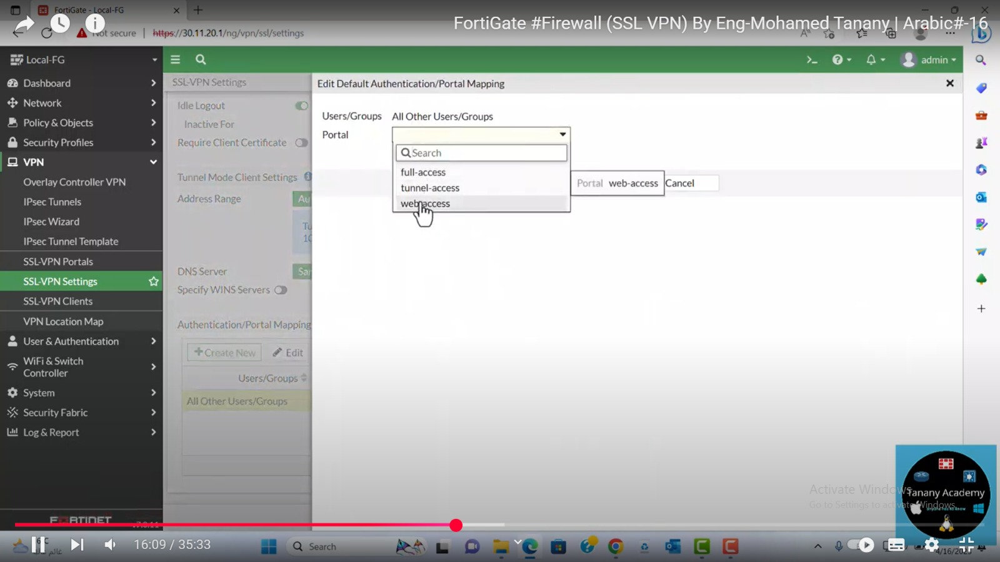 FortiGate - Local-FG
FortiGate #Firewall (SSL VPN) By Eng-Mohamed Tanany | Arabic#-16
Not secure | https://30.11.20.1/ng/vpn/ssl/settings
Local-FG
admin
Dashboard
Network
Policy & Objects
Security Profiles
VPN
Overlay Controller VPN
IPsec Tunnels
IPsec Wizard
IPsec Tunnel Template
SSL-VPN Portals
SSL-VPN Settings
SSL-VPN Clients
VPN Location Map
User & Authentication
WiFi & Switch
Controller
System
Security Fabric
Log & Report
SSL-VPN Settings
Idle Logout
Inactive For
Require Client Certificate
Tunnel Mode Client Settings
Address Range
Au
Tu
10
DNS Server
Sa
Specify WINS Servers
Authentication/Portal Mapping
Create New
Edit
Users/Groups
All Other Users/Groups
Edit Default Authentication/Portal Mapping
Users/Groups All Other Users/Groups
Portal
Search
full-access
tunnel-access
web-access
Portal web-access
Cancel
Activate Windows
Go to Settings to activate Windows.
Tanany Academy
FORTINET
16:09 / 35:33
Search